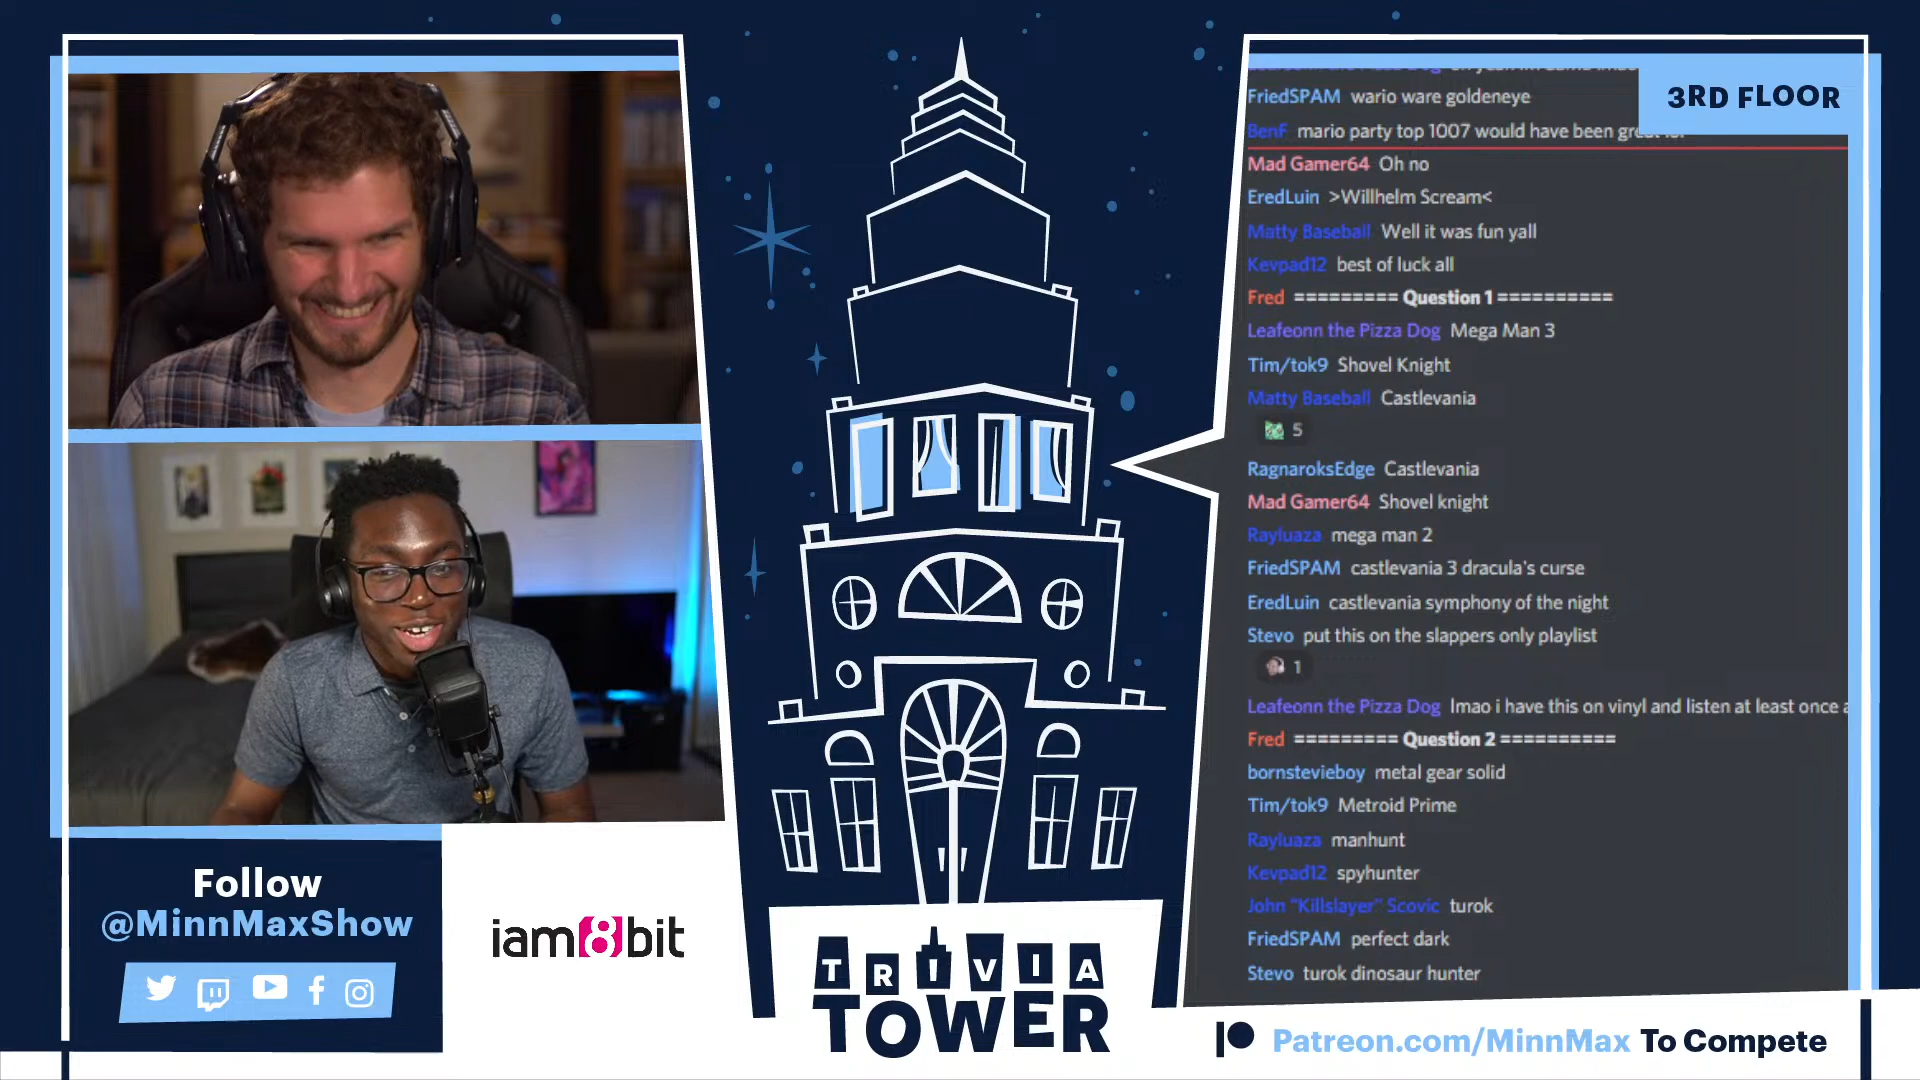 3RD FLOOR
FriedSPAM wario ware goldeneye
BenF mario party top 1007 would have been
Mad Gamer64 Oh no
EredLuin >Willhelm Scream<
Matty Baseball Well it was fun yall
Kevpad12 best of luck all
Fred ========= Question 1 ==========
Leafeonn the Pizza Dog Mega Man 3
Tim/tok9 Shovel Knight
Matty Baseball Castlevania
5
RagnaroksEdge Castlevania
Mad Gamer64 Shovel knight
Rayluaza mega man 2
FriedSPAM castlevania 3 dracula's curse
EredLuin castlevania symphony of the night
Stevo put this on the slappers only playlist
1
Leafeonn the Pizza Dog lmao i have this on vinyl and listen at least once a
Fred ========= Question 2 ==========
bornstevieboy metal gear solid
Tim/tok9 Metroid Prime
Rayluaza manhunt
Kevpad12 spyhunter
John "Killslayer" Scovic turok
FriedSPAM perfect dark
Stevo turok dinosaur hunter
Follow
@MinnMaxShow
iam8bit
TRIVIA
TOWER
Patreon.com/MinnMax To Compete